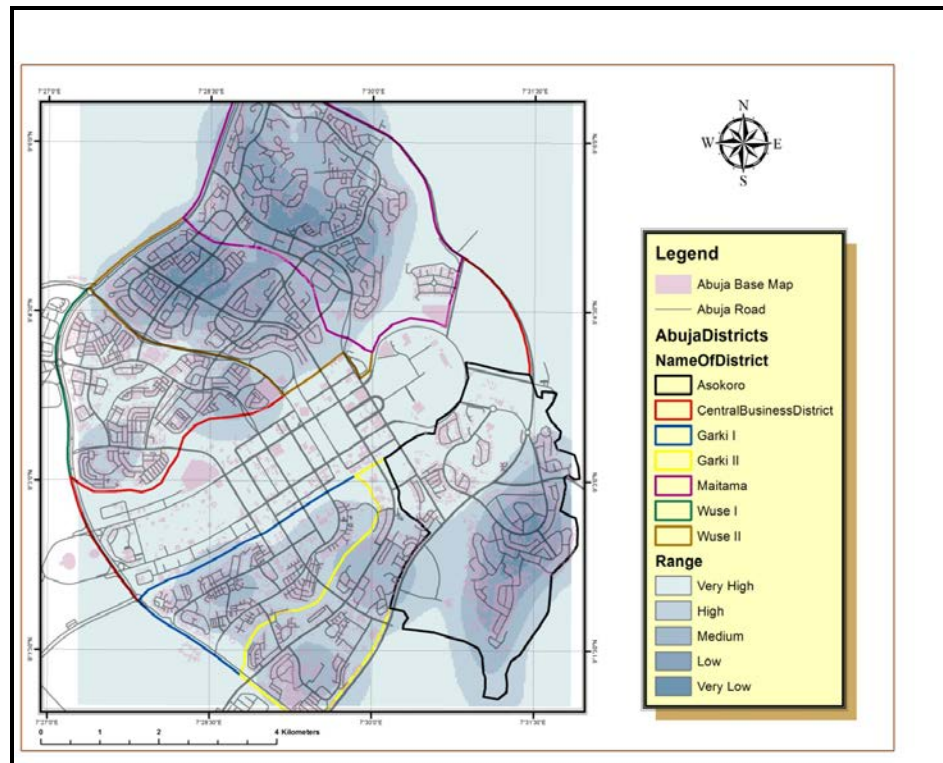 7°27'0"E 7°28'30"E 7°30'0"E 7°31'30"E
N
W E
S
Legend
Abuja Base Map
Abuja Road
AbujaDistricts
NameOfDistrict
Asokoro
CentralBusinessDistrict
Garki I
Garki II
Maitama
Wuse I
Wuse II
Range
Very High
High
Medium
Low
Very Low
7°27'0"E 7°28'30"E 7°30'0"E 7°31'30"E
0 1 2 4 Kilometers